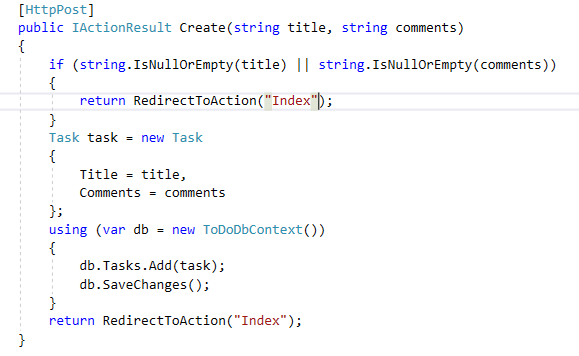 [HttpPost]
public IActionResult Create(string title, string comments)
{
    if (string.IsNullOrEmpty(title) || string.IsNullOrEmpty(comments))
    {
        return RedirectToAction("Index");
    }
    Task task = new Task
    {
        Title = title,
        Comments = comments
    };
    using (var db = new ToDoDbContext())
    {
        db.Tasks.Add(task);
        db.SaveChanges();
    }
    return RedirectToAction("Index");
}